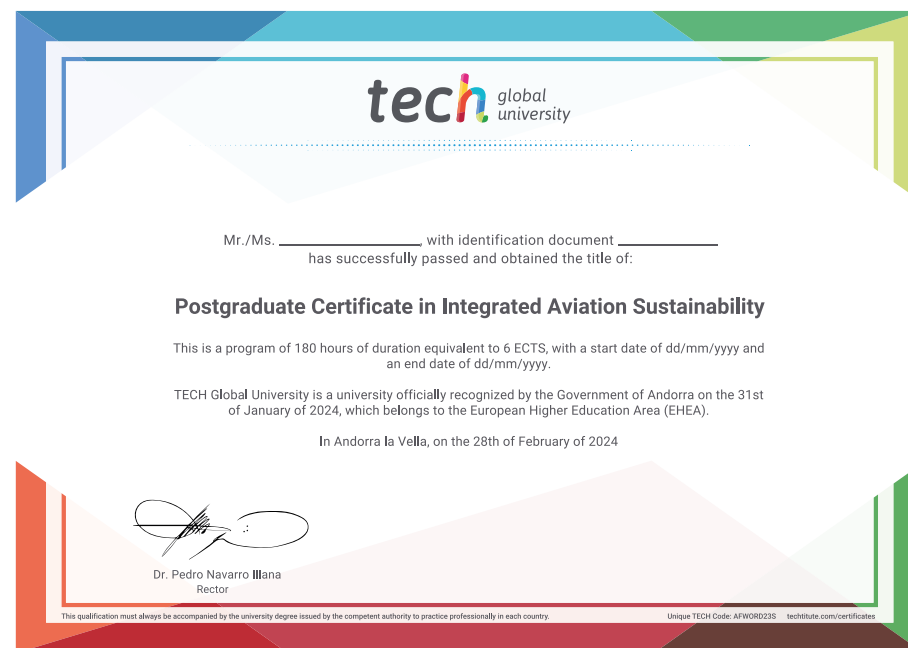 tech global university
Mr./Ms. ____________, with identification document ____________
has successfully passed and obtained the title of:
Postgraduate Certificate in Integrated Aviation Sustainability
This is a program of 180 hours of duration equivalent to 6 ECTS, with a start date of dd/mm/yyyy and
an end date of dd/mm/yyyy.
TECH Global University is a university officially recognized by the Government of Andorra on the 31st
of January of 2024, which belongs to the European Higher Education Area (EHEA).
In Andorra la Vella, on the 28th of February of 2024
Dr. Pedro Navarro Illana
Rector
This qualification must always be accompanied by the university degree issued by the competent authority to practice professionally in each country.
Unique TECH Code: AFWORD23S techtitute.com/certificates